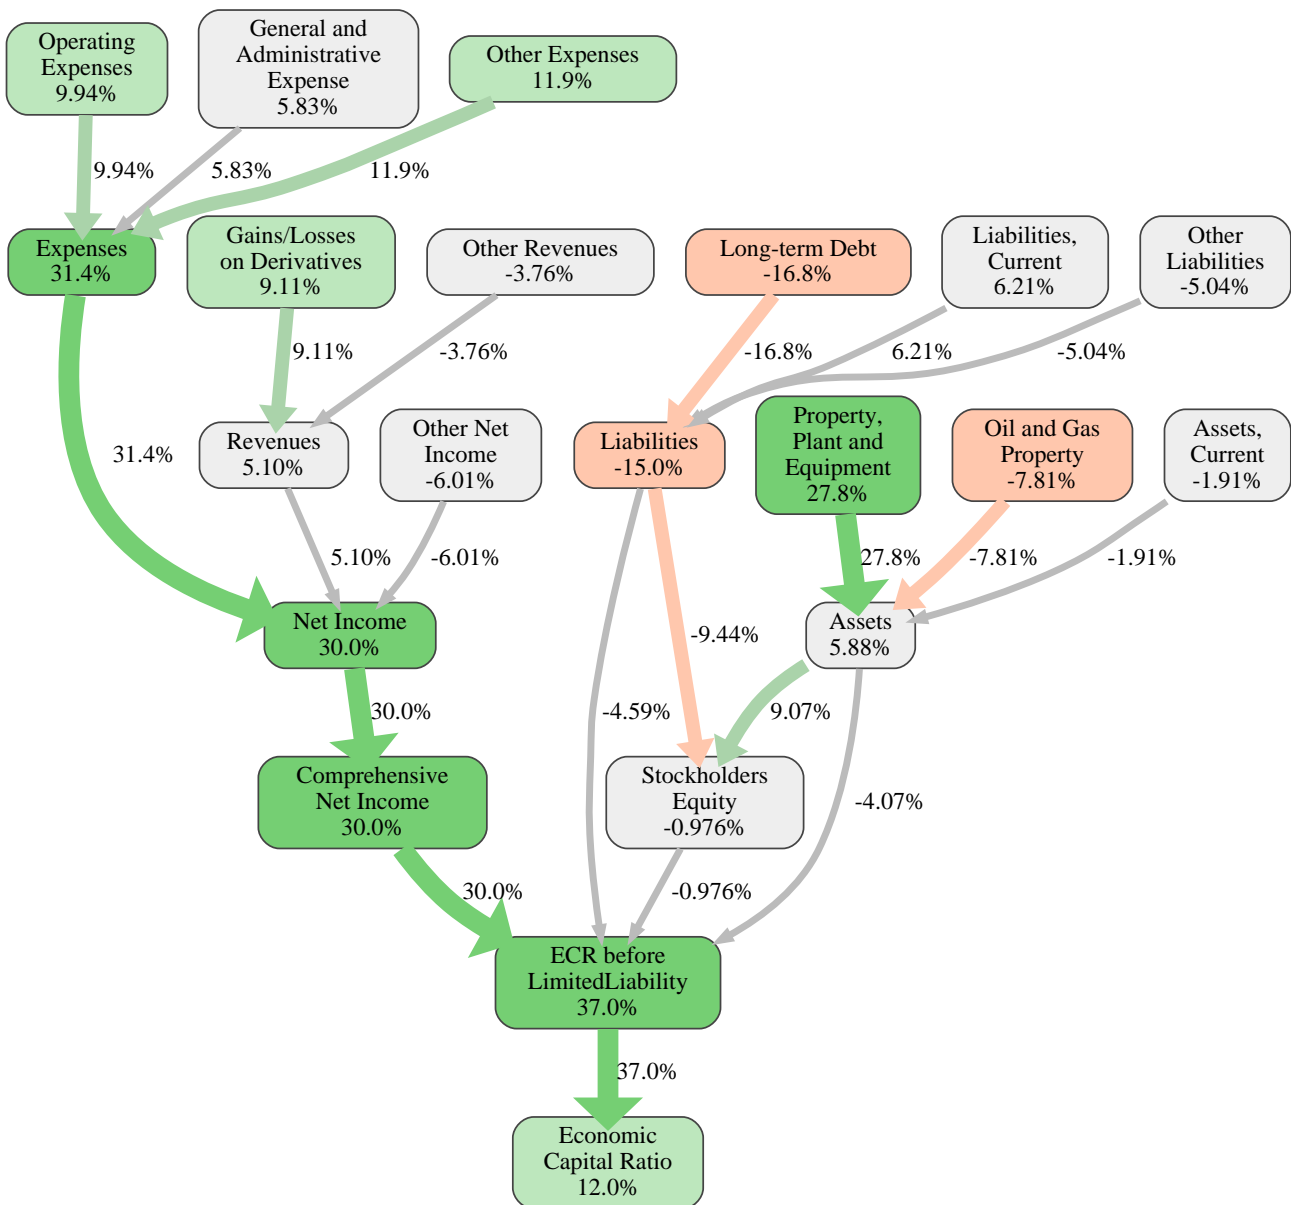 Operating
Expenses
9.94%
General and
Administrative
Expense
5.83%
Other Expenses
11.9%
9.94%
5.83%
11.9%
Expenses
31.4%
Gains/Losses
on Derivatives
9.11%
Other Revenues
-3.76%
Long-term Debt
-16.8%
Liabilities,
Current
6.21%
Other
Liabilities
-5.04%
9.11%
-3.76%
-16.8%
6.21%
-5.04%
31.4%
Revenues
5.10%
Other Net
Income
-6.01%
Liabilities
-15.0%
Property,
Plant and
Equipment
27.8%
Oil and Gas
Property
-7.81%
Assets,
Current
-1.91%
5.10%
-6.01%
27.8%
-7.81%
-1.91%
Net Income
30.0%
-9.44%
Assets
5.88%
30.0%
-4.59%
9.07%
-4.07%
Comprehensive
Net Income
30.0%
Stockholders
Equity
-0.976%
30.0%
-0.976%
ECR before
LimitedLiability
37.0%
37.0%
Economic
Capital Ratio
12.0%